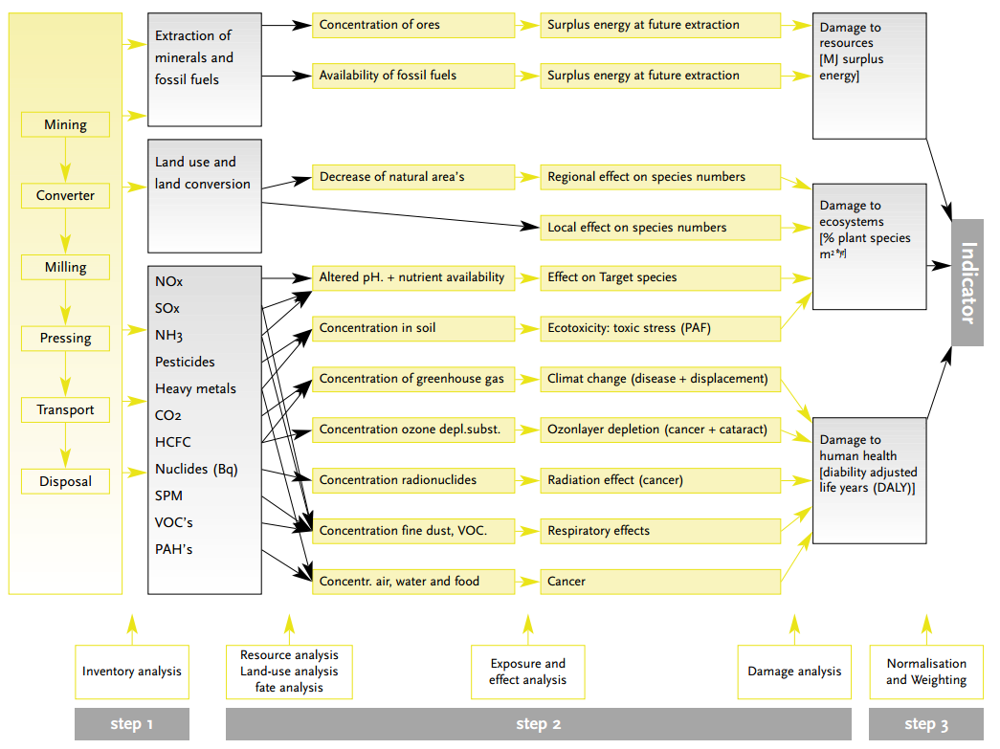 Mining
Converter
Milling
Pressing
Transport
Disposal
Extraction of
minerals and
fossil fuels
Land use and
land conversion
NOx
SOx
NH3
Pesticides
Heavy metals
CO2
HCFC
Nuclides (Bq)
SPM
VOC's
PAH's
Concentration of ores
Availability of fossil fuels
Decrease of natural area's
Altered pH. + nutrient availability
Concentration in soil
Concentration of greenhouse gas
Concentration ozone depl.subst.
Concentration radionuclides
Concentration fine dust, VOC.
Concentr. air, water and food
Surplus energy at future extraction
Surplus energy at future extraction
Regional effect on species numbers
Local effect on species numbers
Effect on Target species
Ecotoxicity: toxic stress (PAF)
Climat change (disease + displacement)
Ozonlayer depletion (cancer + cataract)
Radiation effect (cancer)
Respiratory effects
Cancer
Damage to
resources
[MJ surplus
energy]
Damage to
ecosystems
[% plant species
m²*yr]
Damage to
human health
[diability adjusted
life years (DALY)]
Indicator
Inventory analysis
Resource analysis
Land-use analysis
fate analysis
Exposure and
effect analysis
Damage analysis
Normalisation
and Weighting
step 1
step 2
step 3